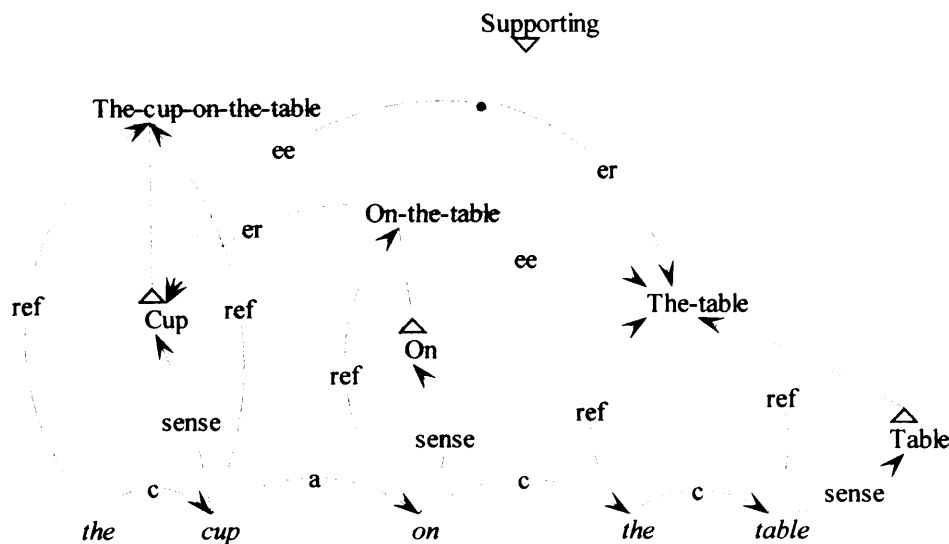 Supporting
The-cup-on-the-table
ee
er
er
On-the-table
ee
ref
Cup
ref
The-table
On
ref
sense
sense
ref
ref
Table
c
a
c
c
sense
the cup on the table